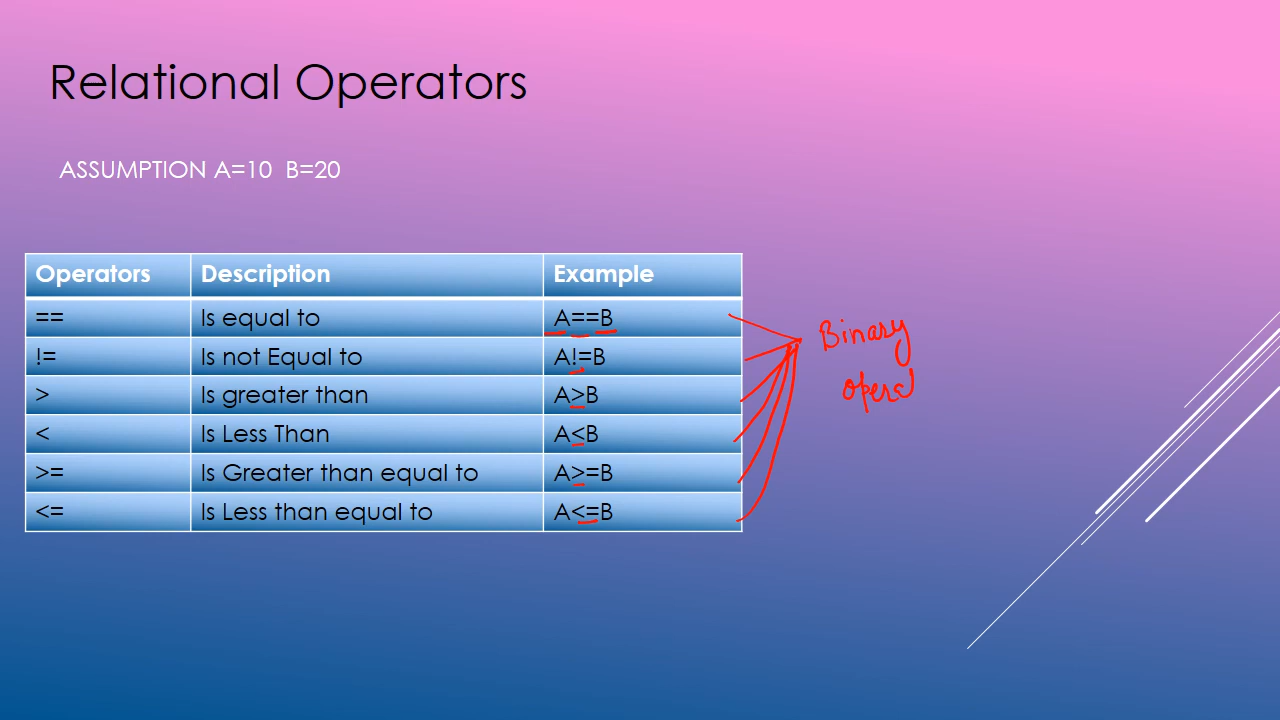 Relational Operators
ASSUMPTION A=10 B=20
Operators Description Example
== Is equal to A==B
!= Is not Equal to A!=B
> Is greater than A>B
< Is Less Than A<B
>= Is Greater than equal to A>=B
<= Is Less than equal to A<=B
Binary